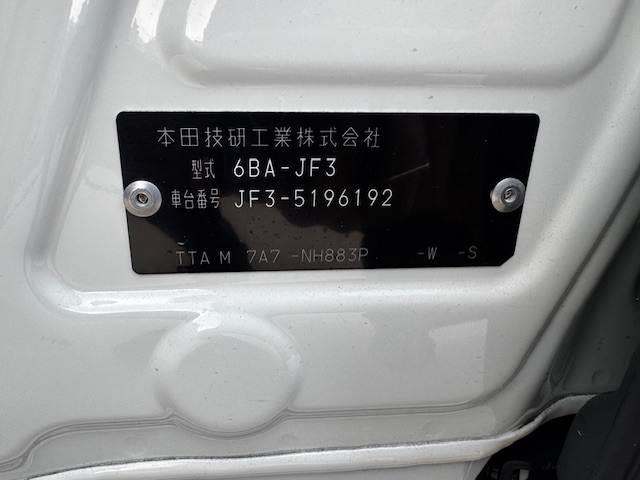 本田技研工業株式会社
型式 6BA-JF3
車台番号 JF3-5196192
TTA M 7A7 -NH883P -W -S